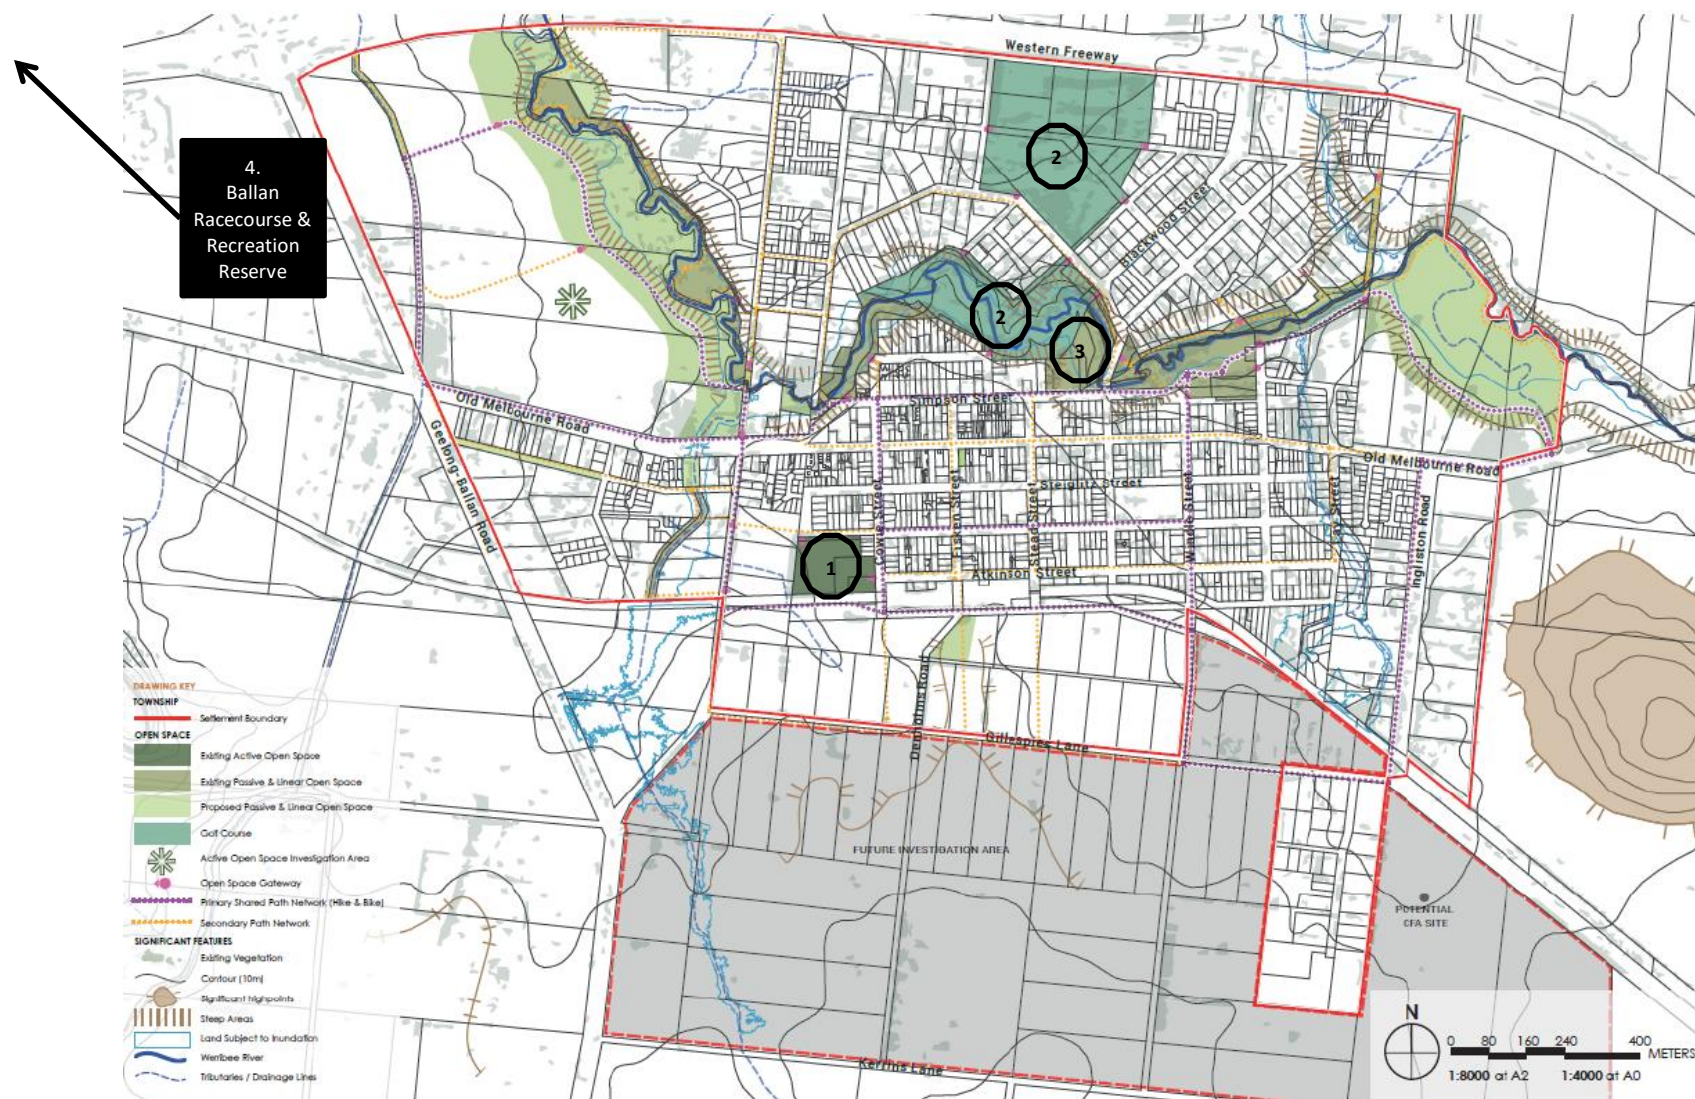 Western Freeway
4.
Ballan
Racecourse &
Recreation
Reserve
2
Blackwood Street
2
3
Simpson Street
Old Melbourne Road
Geelong-Ballan Road
Old Melbourne Road
Steiglitz Street
Cowie Street
Fisken Street
Stead Street
Windle Street
Lay Street
Ingliston Road
1
Atkinson Street
Denholms Road
Gillespies Lane
DRAWING KEY
TOWNSHIP
Settlement Boundary
OPEN SPACE
Existing Active Open Space
Existing Passive & Linear Open Space
Proposed Passive & Linear Open Space
Golf Course
Active Open Space Investigation Area
Open Space Gateway
Primary Shared Path Network (Hike & Bike)
Secondary Path Network
SIGNIFICANT FEATURES
Existing Vegetation
Contour (10m)
Significant highpoints
Steep Areas
Land Subject to Inundation
Werribee River
Tributaries / Drainage Lines
FUTURE INVESTIGATION AREA
POTENTIAL
CFA SITE
Kerrins Lane
N
0 80 160 240 400
METERS
1:8000 at A2 1:4000 at A0